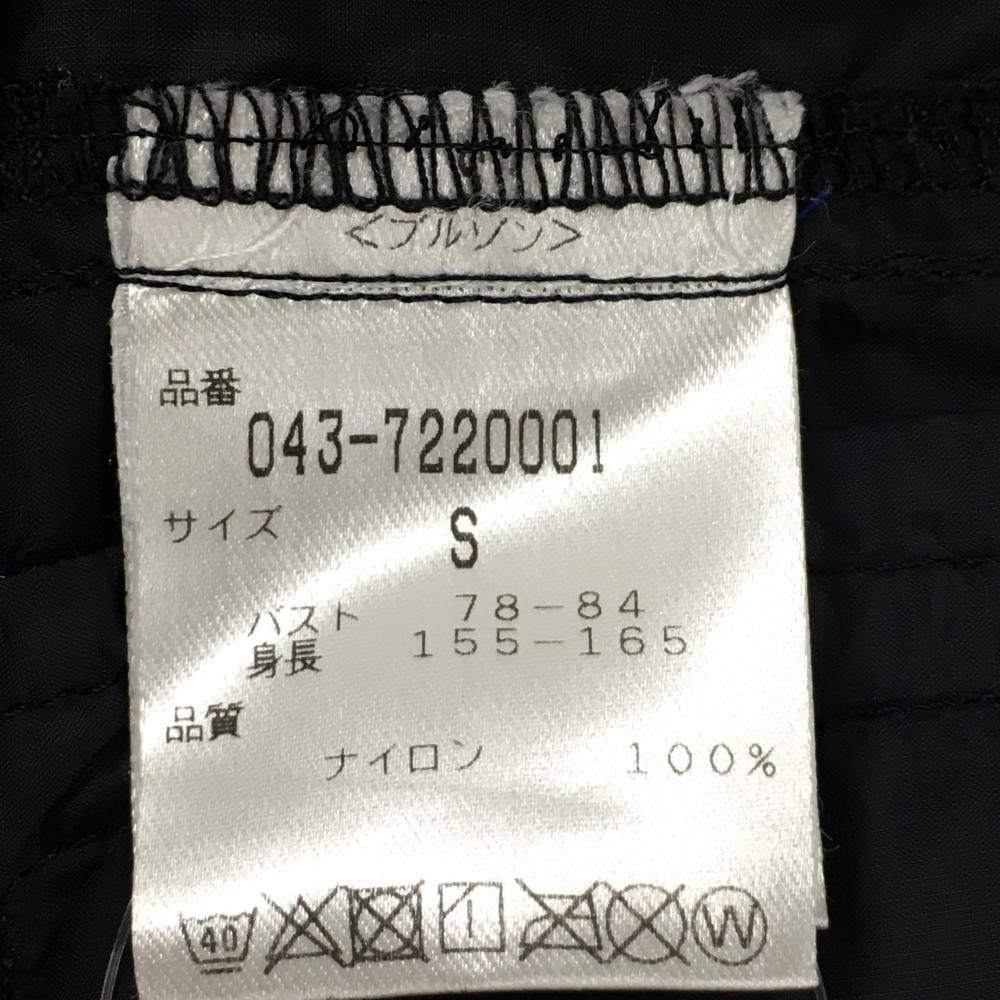 <ブルゾン>
品番
043-7220001
サイズ S
バスト 78-84
身長 155-165
品質
ナイロン 100%
40
W